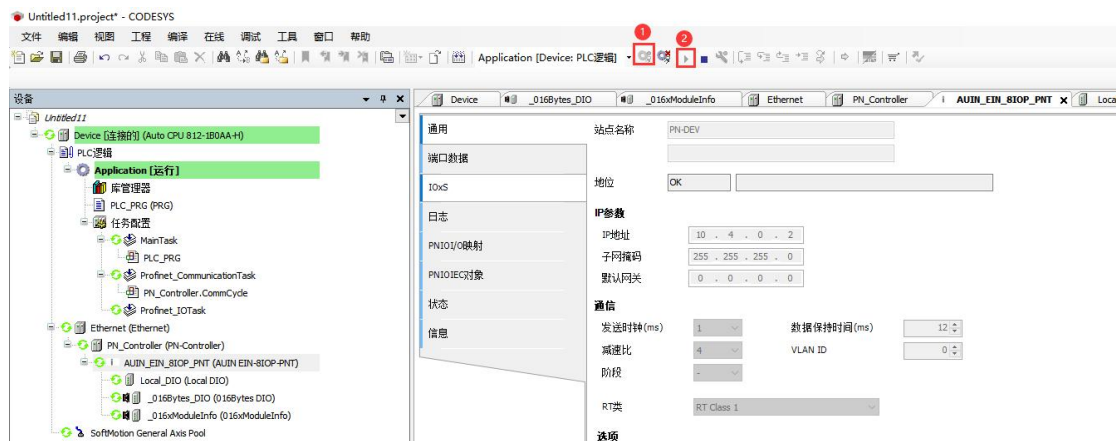 Untitled11.project* - CODESYS
文件 编辑 视图 工程 编译 在线 调试 工具 窗口 帮助
1
2
Application [Device: PLC逻辑]
设备
Untitled11
Device [连接的] (Auto CPU 812-1B0AA-H)
PLC逻辑
Application [运行]
库管理器
PLC_PRG (PRG)
任务配置
MainTask
PLC_PRG
Profinet_CommunicationTask
PN_Controller.CommCycle
Profinet_IOTask
Ethernet (Ethernet)
PN_Controller (PN-Controller)
AUIN_EIN_8IOP_PNT (AUIN EIN-8IOP-PNT)
Local_DIO (Local DIO)
_016Bytes_DIO (016Bytes DIO)
_016xModuleInfo (016xModuleInfo)
SoftMotion General Axis Pool
Device _016Bytes_DIO _016xModuleInfo Ethernet PN_Controller AUIN_EIN_8IOP_PNT Loca
通用
端口数据
IOxS
日志
PNIOI/O映射
PNIOIEC对象
状态
信息
站点名称 PN-DEV
地位 OK
IP参数
IP地址 10 . 4 . 0 . 2
子网掩码 255 . 255 . 255 . 0
默认网关 0 . 0 . 0 . 0
通信
发送时钟(ms) 1 数据保持时间(ms) 12
减速比 4 VLAN ID 0
阶段 -
RT类 RT Class 1
选项